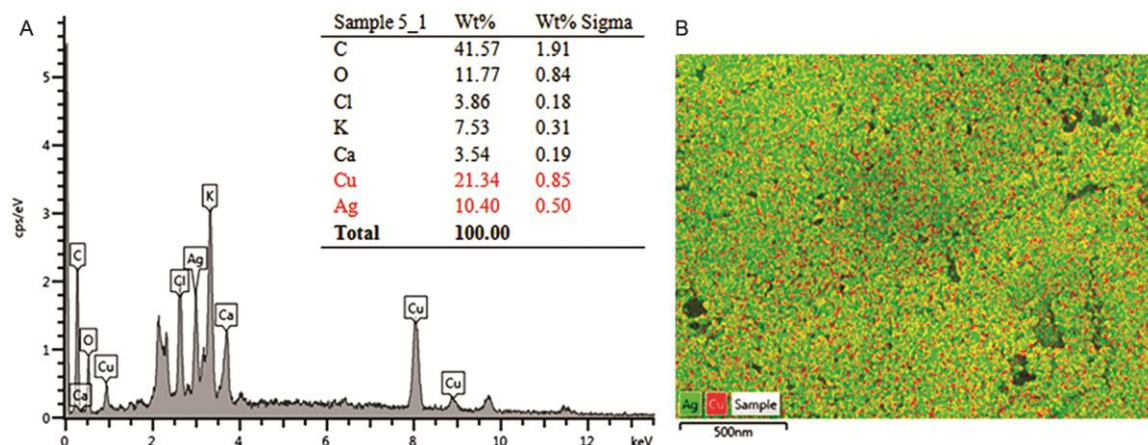 A
Sample 5_1 Wt% Wt% Sigma
C 41.57 1.91
O 11.77 0.84
Cl 3.86 0.18
K 7.53 0.31
Ca 3.54 0.19
Cu 21.34 0.85
Ag 10.40 0.50
Total 100.00
5
4
3
2
1
0
cps/eV
C
Ca
O
Cu
Cl
Ag
K
Ca
Cu
Cu
0 2 4 6 8 10 12 keV
B
Ag Cu Sample
500nm